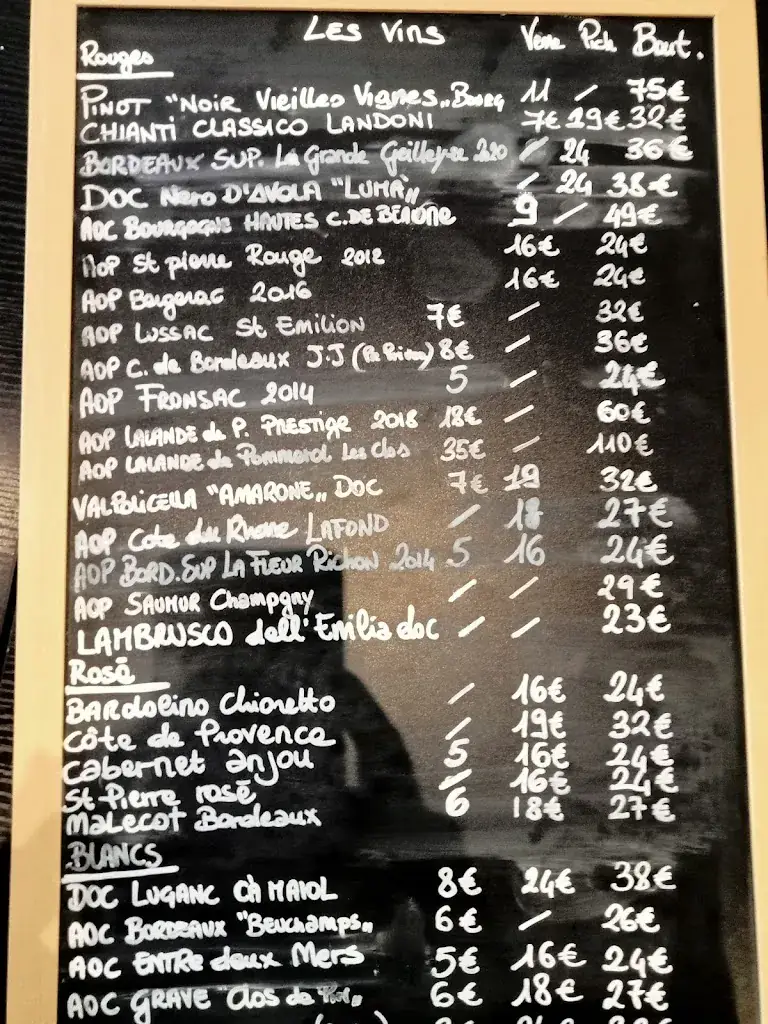 Les Vins Verre Pich Bout.
Rouges
Pinot "Noir Vieilles Vignes" Bourg 11 / 75€
CHIANTI CLASSICO LANDONI 7€ 19€ 32€
BORDEAUX SUP. La Grande 2020 / 24 36€
DOC Nero D'AVOLA "LUMÀ" / 24 38€
AOC Bourgogne HAUTES C.DE BEAUNE 9 / 49€
AOP St pierre Rouge 2012 16€ 24€
AOP Bergerac 2016 16€ 24€
AOP LUSSAC St EMILION 7€ / 32€
AOP C. de Bordeaux J.J 8€ / 36€
AOP FRONSAC 2014 5 / 24€
AOP LALANDE de P. PRESTIGE 2018 18€ / 60€
AOP LALANDE de Pommerol Les Clos 35€ / 110€
VALPOLICELLA "AMARONE" DOC 7€ 19 32€
AOP Cote du Rhone LAFOND / 18 27€
AOP BORD.SUP LA FLEUR Richon 2014 5 16 24€
AOP SAUMUR Champgny / / 29€
LAMBRUSCO dell'Emilia doc / / 23€
Rosé
BARdolino Chiaretto / 16€ 24€
Côte de Provence / 19€ 32€
Cabernet anjou 5 16€ 24€
St Pierre rosé / 16€ 24€
Malecot Bordeaux 6 18€ 27€
BLANCS
DOC LUGANC CA MAIOL 8€ 24€ 38€
AOC BORDEAUX "Beuchamps" 6€ / 26€
AOC ENTRe deux Mers 5€ 16€ 24€
AOC GRAVE "Clos de 6€ 18€ 27€